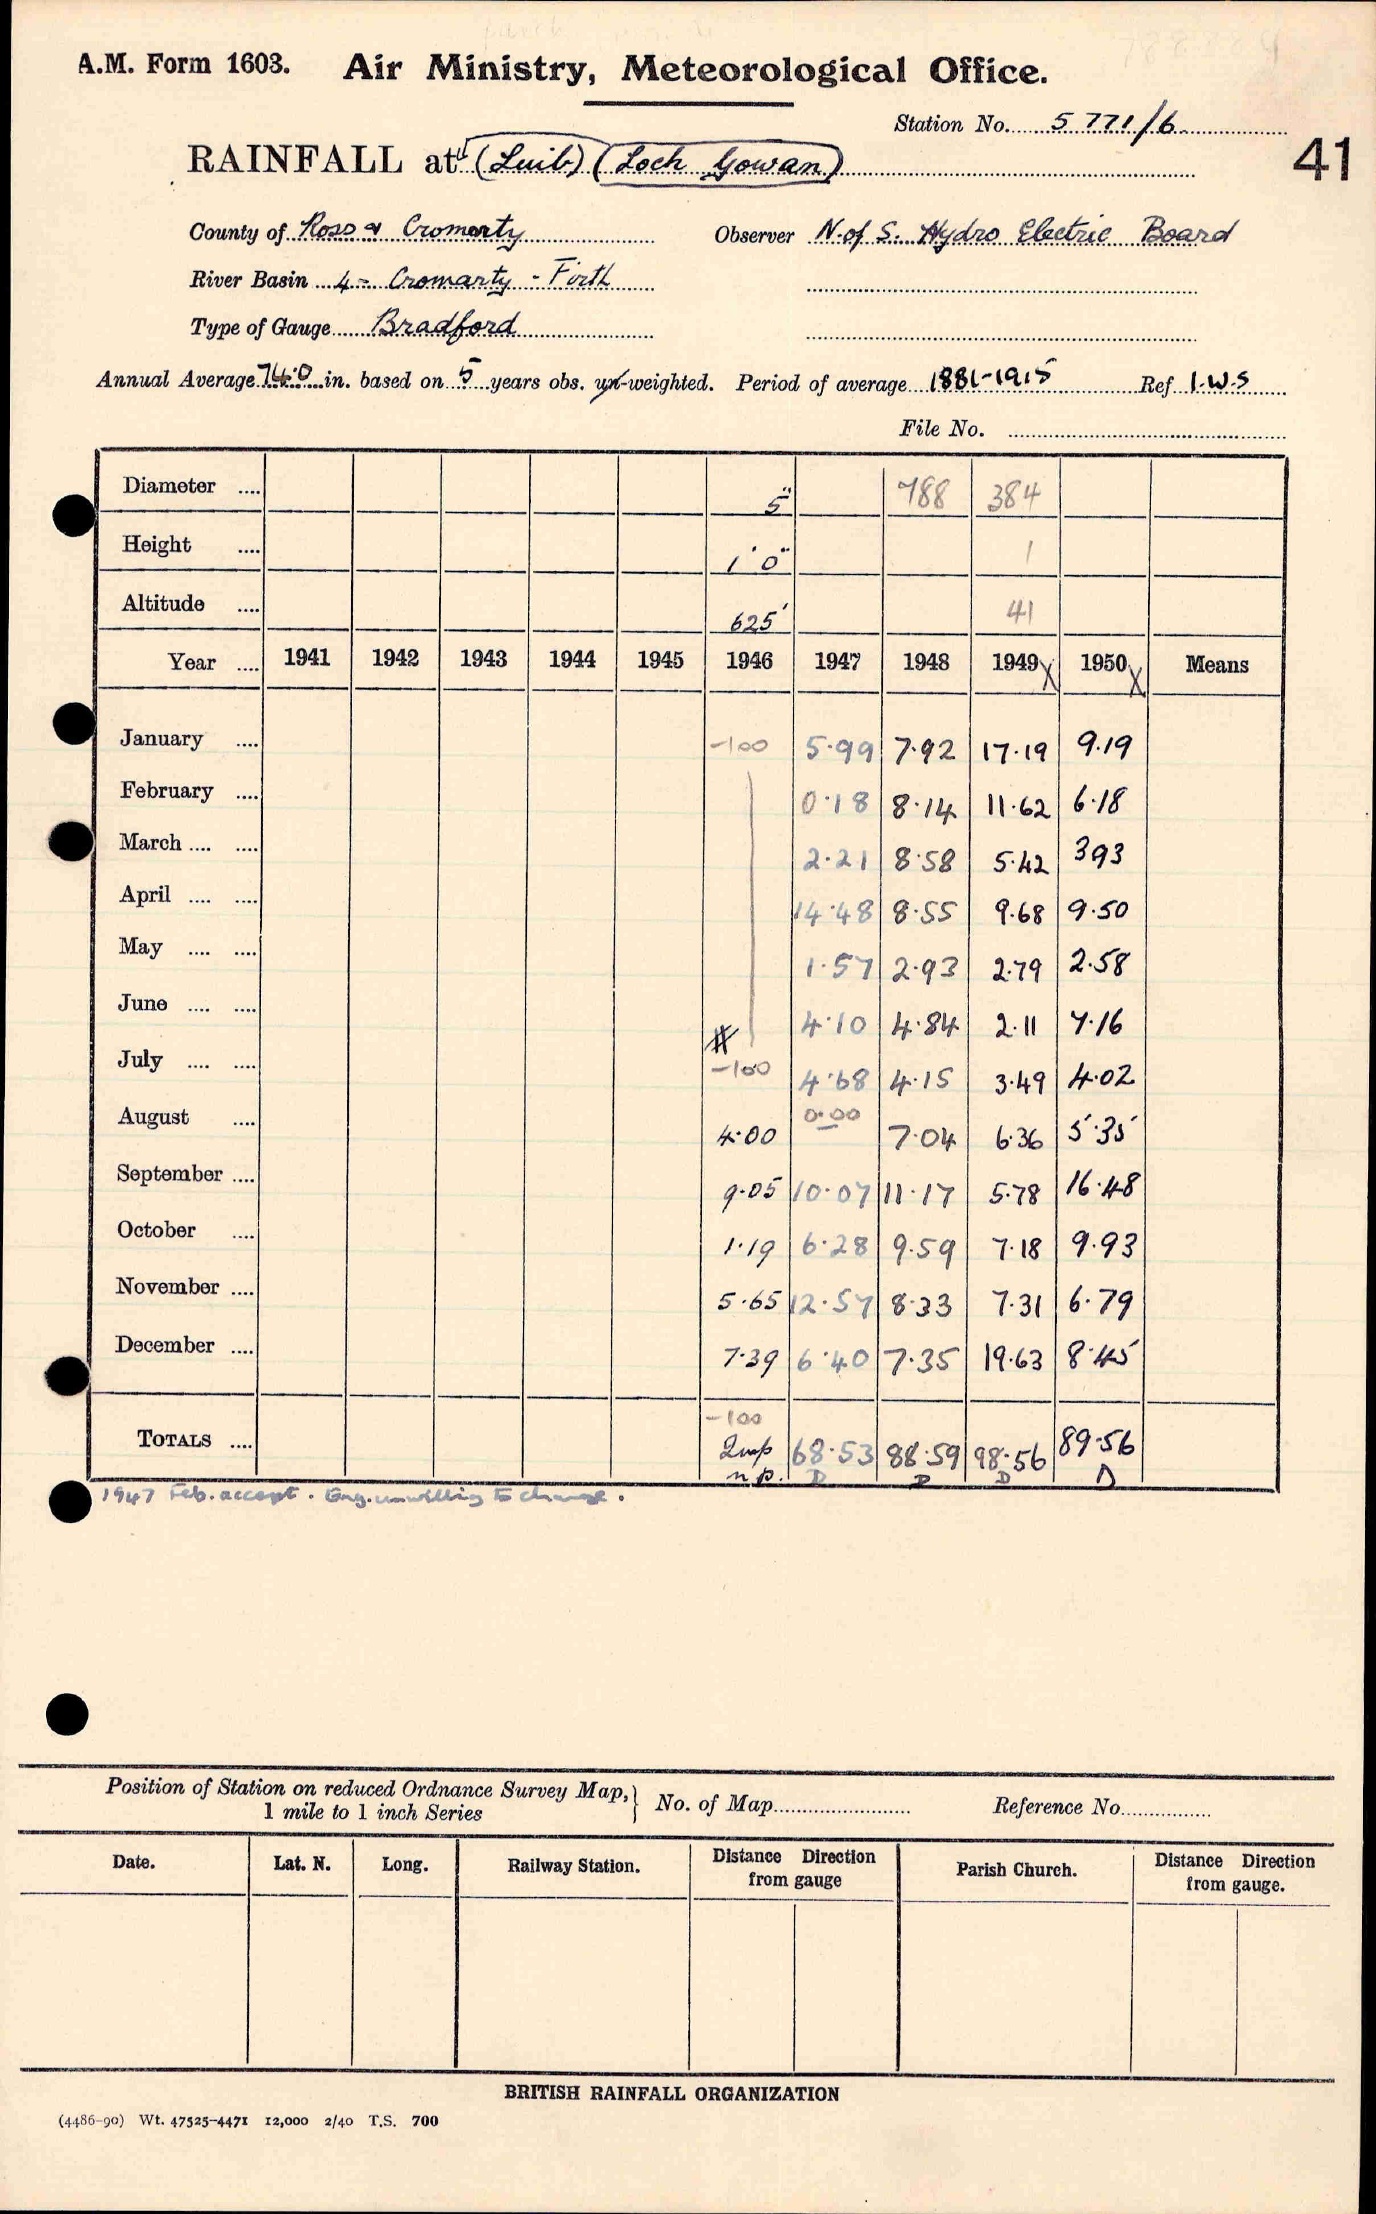 A.M. Form 1603. Air Ministry, Meteorological Office.
Station No. 5771/6
RAINFALL at (Luib) (Loch Gowan)
41
County of Ross & Cromarty Observer N. of S. Hydro Electric Board
River Basin 4 - Cromarty - Firth
Type of Gauge Bradford
Annual Average 74.0 in. based on 5 years obs. un-weighted. Period of average 1881-1915 Ref I.W.S
File No.
Diameter .... 5" 788 384
Height .... 1' 0" 1
Altitude .... 625' 41
Year .... 1941 1942 1943 1944 1945 1946 1947 1948 1949 X 1950 X Means
January .... -100 5.99 7.92 17.19 9.19
February .... 0.18 8.14 11.62 6.18
March .... .... 2.21 8.58 5.42 393
April .... .... 14.48 8.55 9.68 9.50
May .... .... 1.57 2.93 2.79 2.58
June .... .... 4.10 4.84 2.11 7.16
July .... .... # -100 4.68 4.15 3.49 4.02
August .... 4.00 0.00 7.04 6.36 5.35
September .... 9.05 10.07 11.17 5.78 16.48
October .... 1.19 6.28 9.59 7.18 9.93
November .... 5.65 12.57 8.33 7.31 6.79
December .... 7.39 6.40 7.35 19.63 8.45
-100
TOTALS .... 68.53 88.59 98.56 89.56
n.p. D D D D
1947 Feb. accept. Eng. unwilling to change.
Position of Station on reduced Ordnance Survey Map, } No. of Map Reference No.
1 mile to 1 inch Series
Date. Lat. N. Long. Railway Station. Distance Direction from gauge Parish Church. Distance Direction from gauge.
BRITISH RAINFALL ORGANIZATION
(4486-90) Wt. 47525-4471 12,000 2/40 T.S. 700